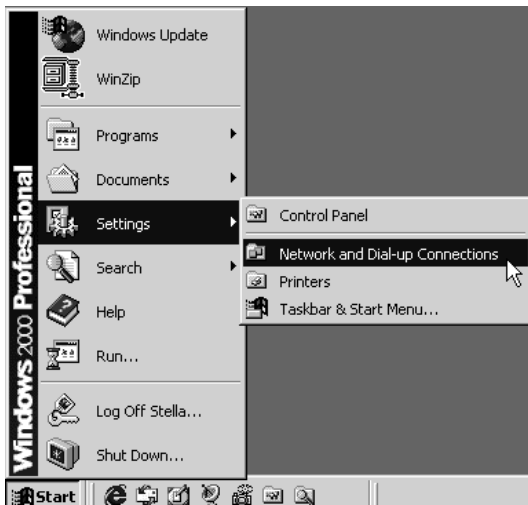 Windows Update
WinZip
Programs
Documents
Settings
Search
Help
Run...
Log Off Stella...
Shut Down...
Windows 2000 Professional
Control Panel
Network and Dial-up Connections
Printers
Taskbar & Start Menu...
Start